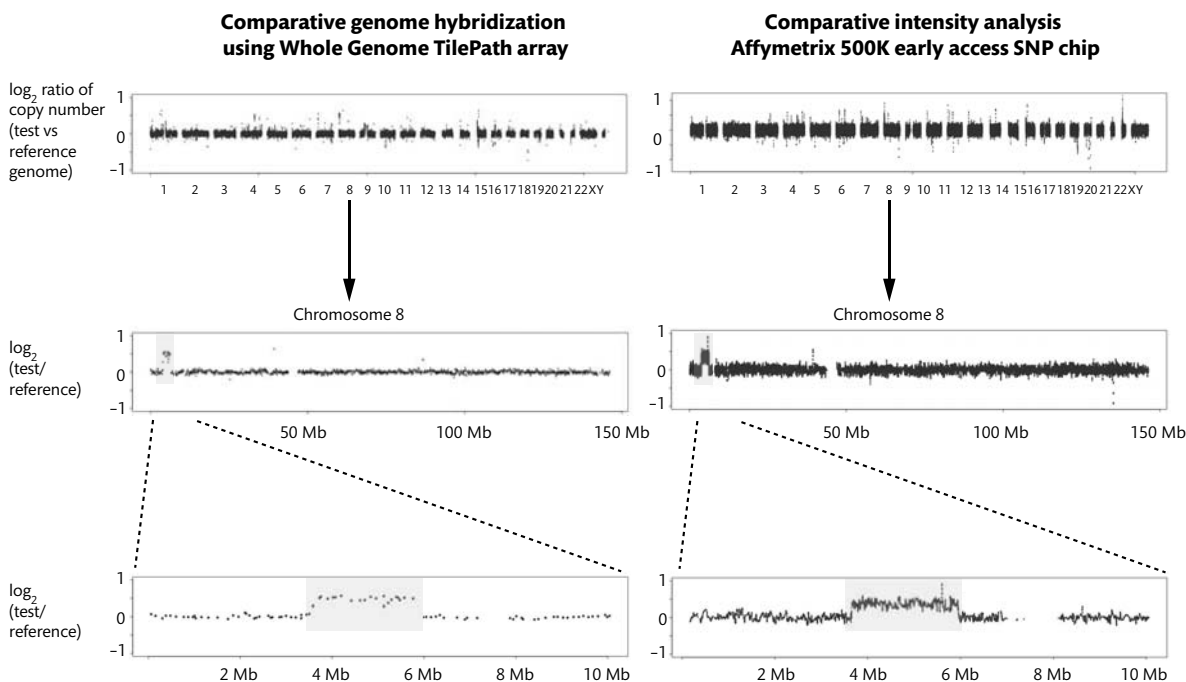 Comparative genome hybridization
using Whole Genome TilePath array
Comparative intensity analysis
Affymetrix 500K early access SNP chip
log2 ratio of
copy number
(test vs
reference
genome)
1
0
−1
1 2 3 4 5 6 7 8 9 10 11 12 13 14 15 16 17 18 19 20 21 22 XY
1
0
−1
1 2 3 4 5 6 7 8 9 10 11 12 13 14 15 16 17 18 19 20 21 22 XY
Chromosome 8
Chromosome 8
log2
(test/
reference)
1
0
−1
50 Mb 100 Mb 150 Mb
1
0
−1
50 Mb 100 Mb 150 Mb
log2
(test/
reference)
1
0
−1
2 Mb 4 Mb 6 Mb 8 Mb 10 Mb
1
0
−1
2 Mb 4 Mb 6 Mb 8 Mb 10 Mb